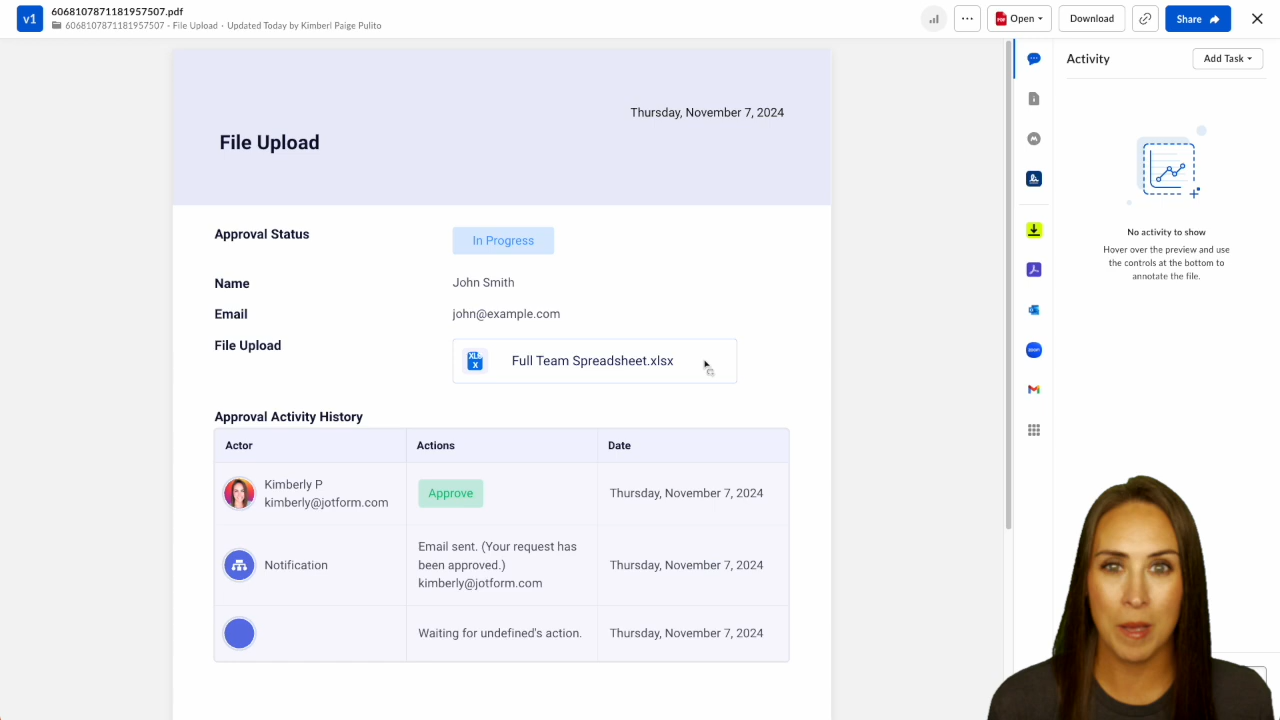 v1
6068107871181957507.pdf
6068107871181957507 - File Upload - Updated Today by Kimberl Paige Pulito
Open
Download
Share
Activity
Add Task
Thursday, November 7, 2024
File Upload
Approval Status
In Progress
Name
John Smith
Email
john@example.com
File Upload
XLSX
Full Team Spreadsheet.xlsx
No activity to show
Hover over the preview and use
the controls at the bottom to
annotate the file.
Approval Activity History
Actor
Actions
Date
Kimberly P
kimberly@jotform.com
Approve
Thursday, November 7, 2024
Notification
Email sent. (Your request has
been approved.)
kimberly@jotform.com
Thursday, November 7, 2024
Waiting for undefined's action.
Thursday, November 7, 2024